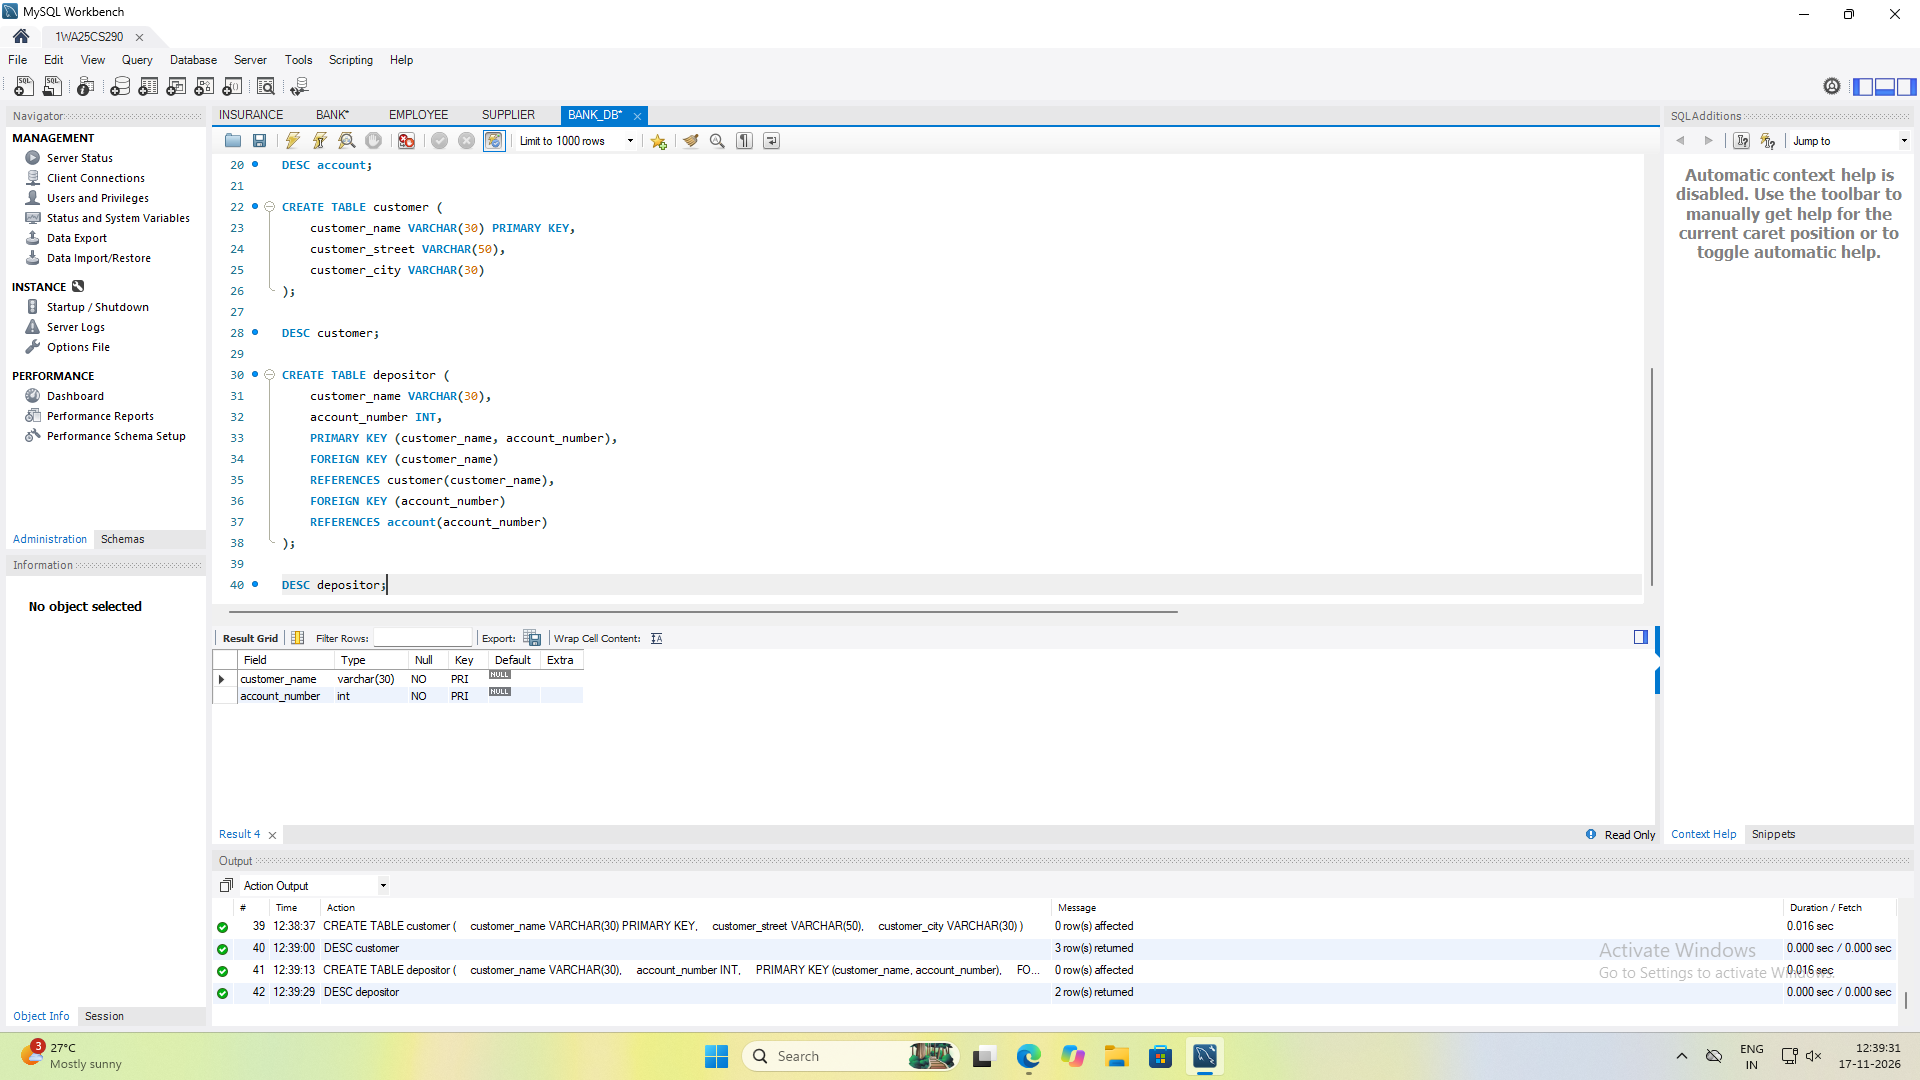 MySQL Workbench
1WA25CS290
File Edit View Query Database Server Tools Scripting Help
Navigator
MANAGEMENT
Server Status
Client Connections
Users and Privileges
Status and System Variables
Data Export
Data Import/Restore
INSTANCE
Startup / Shutdown
Server Logs
Options File
PERFORMANCE
Dashboard
Performance Reports
Performance Schema Setup
Administration Schemas
Information
No object selected
Object Info Session
INSURANCE BANK* EMPLOYEE SUPPLIER BANK_DB*
Limit to 1000 rows
20 DESC account;
21
22 CREATE TABLE customer (
23 customer_name VARCHAR(30) PRIMARY KEY,
24 customer_street VARCHAR(50),
25 customer_city VARCHAR(30)
26 );
27
28 DESC customer;
29
30 CREATE TABLE depositor (
31 customer_name VARCHAR(30),
32 account_number INT,
33 PRIMARY KEY (customer_name, account_number),
34 FOREIGN KEY (customer_name)
35 REFERENCES customer(customer_name),
36 FOREIGN KEY (account_number)
37 REFERENCES account(account_number)
38 );
39
40 DESC depositor;
Result Grid Filter Rows: Export: Wrap Cell Content:
Field Type Null Key Default Extra
customer_name varchar(30) NO PRI NULL
account_number int NO PRI NULL
Result 4 Read Only
SQLAdditions
Jump to
Automatic context help is
disabled. Use the toolbar to
manually get help for the
current caret position or to
toggle automatic help.
Context Help Snippets
Output
Action Output
# Time Action Message Duration / Fetch
39 12:38:37 CREATE TABLE customer ( customer_name VARCHAR(30) PRIMARY KEY, customer_street VARCHAR(50), customer_city VARCHAR(30) ) 0 row(s) affected 0.016 sec
40 12:39:00 DESC customer 3 row(s) returned 0.000 sec / 0.000 sec
41 12:39:13 CREATE TABLE depositor ( customer_name VARCHAR(30), account_number INT, PRIMARY KEY (customer_name, account_number), FO... 0 row(s) affected 0.016 sec
42 12:39:29 DESC depositor 2 row(s) returned 0.000 sec / 0.000 sec
Activate Windows
Go to Settings to activate Windows.
3
27°C
Mostly sunny
Search
ENG
IN
12:39:31
17-11-2026